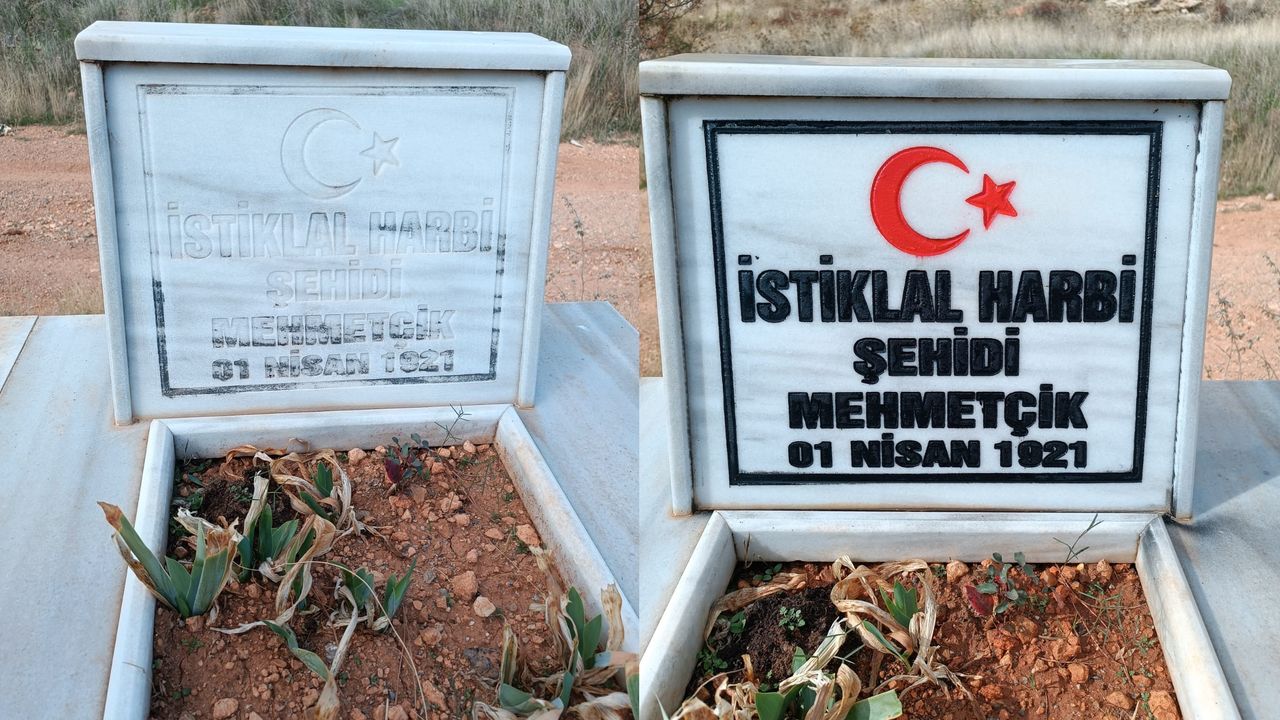 İSTİKLAL HARBİ
ŞEHİDİ
MEHMETÇİK
01 NİSAN 1921
İSTİKLAL HARBİ
ŞEHİDİ
MEHMETÇİK
01 NİSAN 1921